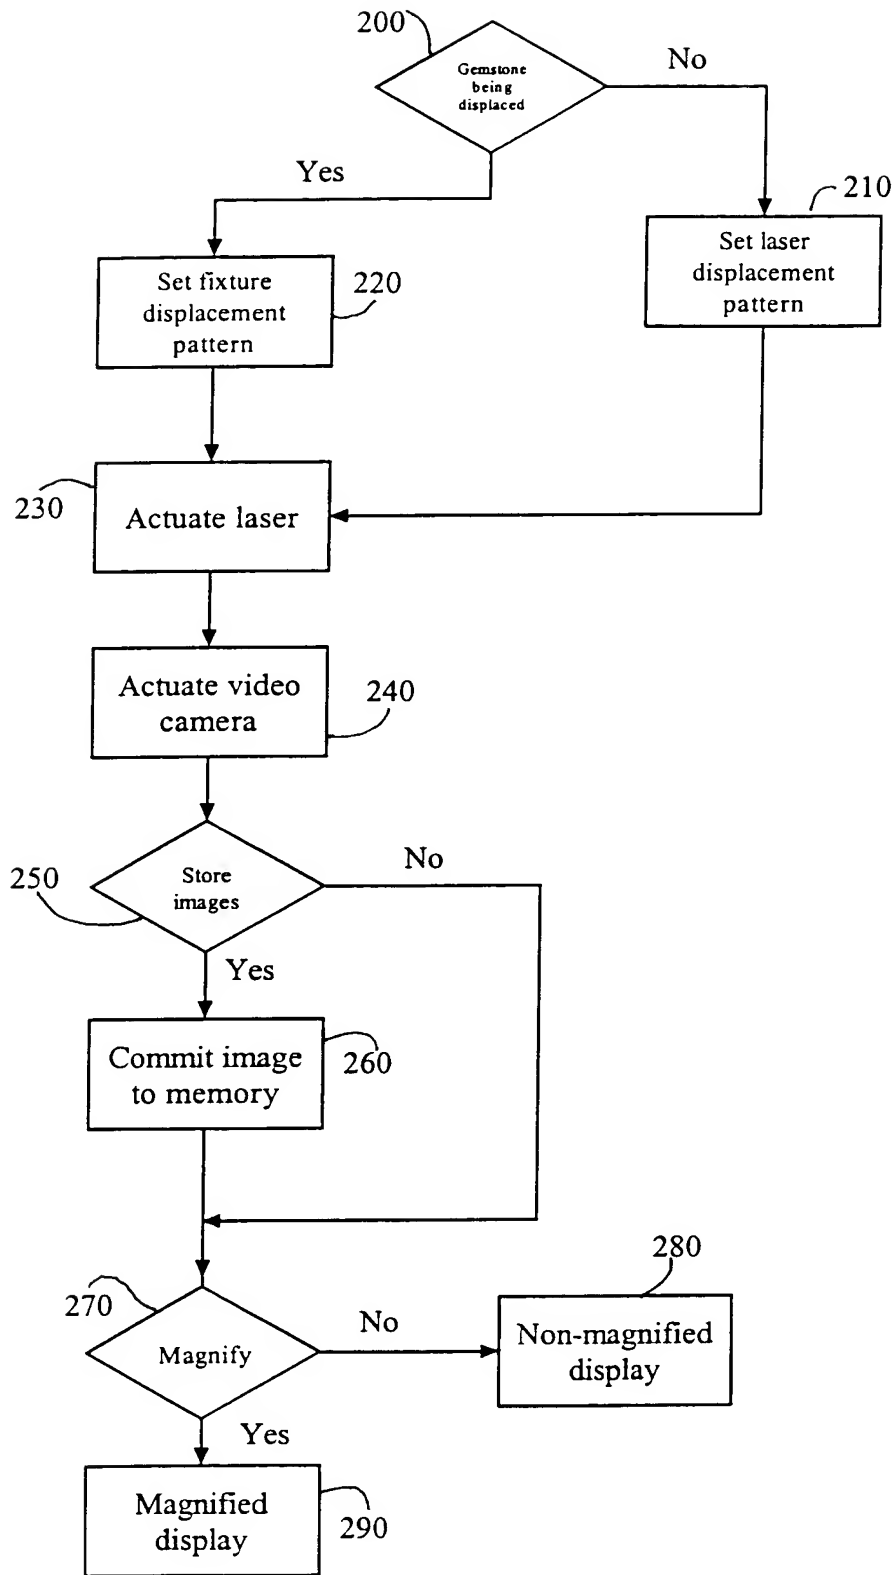 200
Gemstone
being
displaced
No
Yes
210
Set laser
displacement
pattern
Set fixture
displacement
pattern
220
230
Actuate laser
Actuate video
camera
240
250
Store
images
No
Yes
Commit image
to memory
260
270
Magnify
No
280
Non-magnified
display
Yes
Magnified
display
290